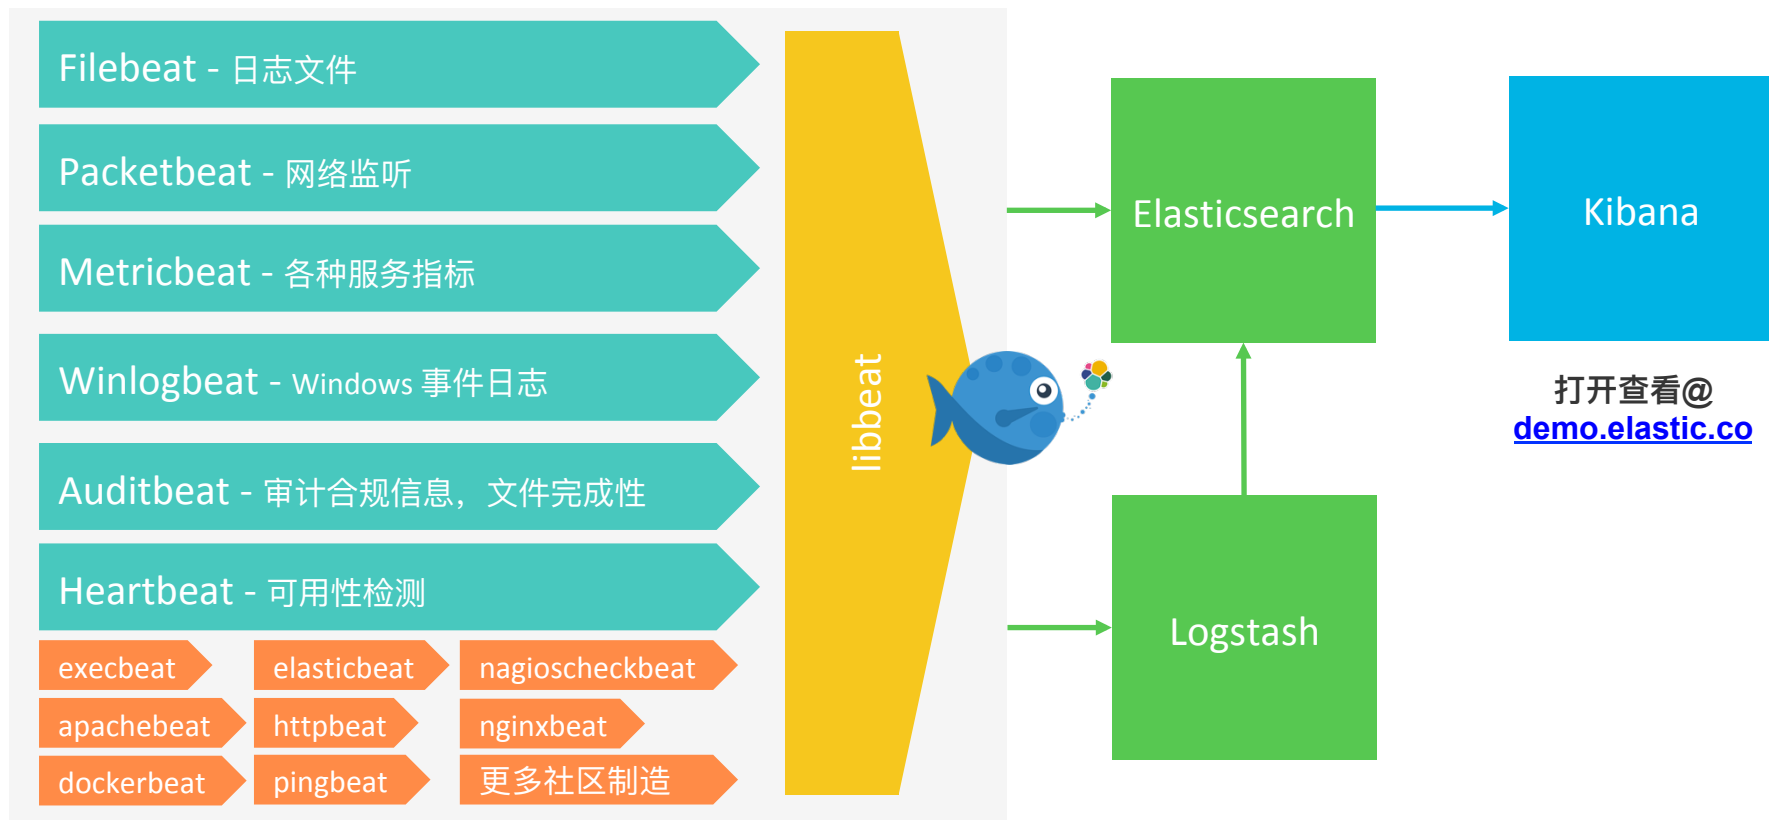 Filebeat - 日志文件
Packetbeat - 网络监听
Metricbeat - 各种服务指标
Winlogbeat - Windows 事件日志
Auditbeat - 审计合规信息，文件完成性
Heartbeat - 可用性检测
execbeat
elasticbeat
nagioscheckbeat
apachebeat
httpbeat
nginxbeat
dockerbeat
pingbeat
更多社区制造
libbeat
Elasticsearch
Logstash
Kibana
打开查看@
demo.elastic.co